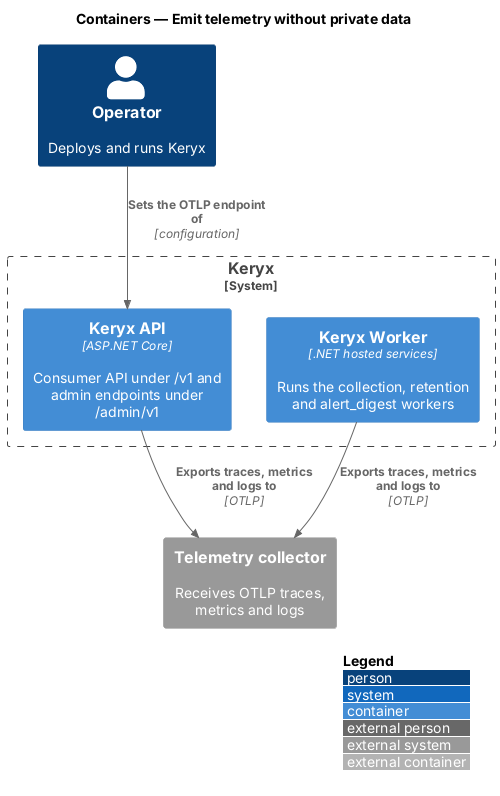 Containers — Emit telemetry without private data
Operator
Deploys and runs Keryx
Sets the OTLP endpoint
of
[configuration]
Keryx
[System]
Keryx API
[ASP.NET Core]
Consumer API under /v1 and
admin endpoints under
/admin/v1
Keryx Worker
[.NET hosted services]
Runs the collection, retention
and alert_digest workers
Exports traces, metrics
and logs to
[OTLP]
Exports traces, metrics
and logs to
[OTLP]
Telemetry collector
Receives OTLP traces,
metrics and logs
Legend
person
system
container
external person
external system
external container